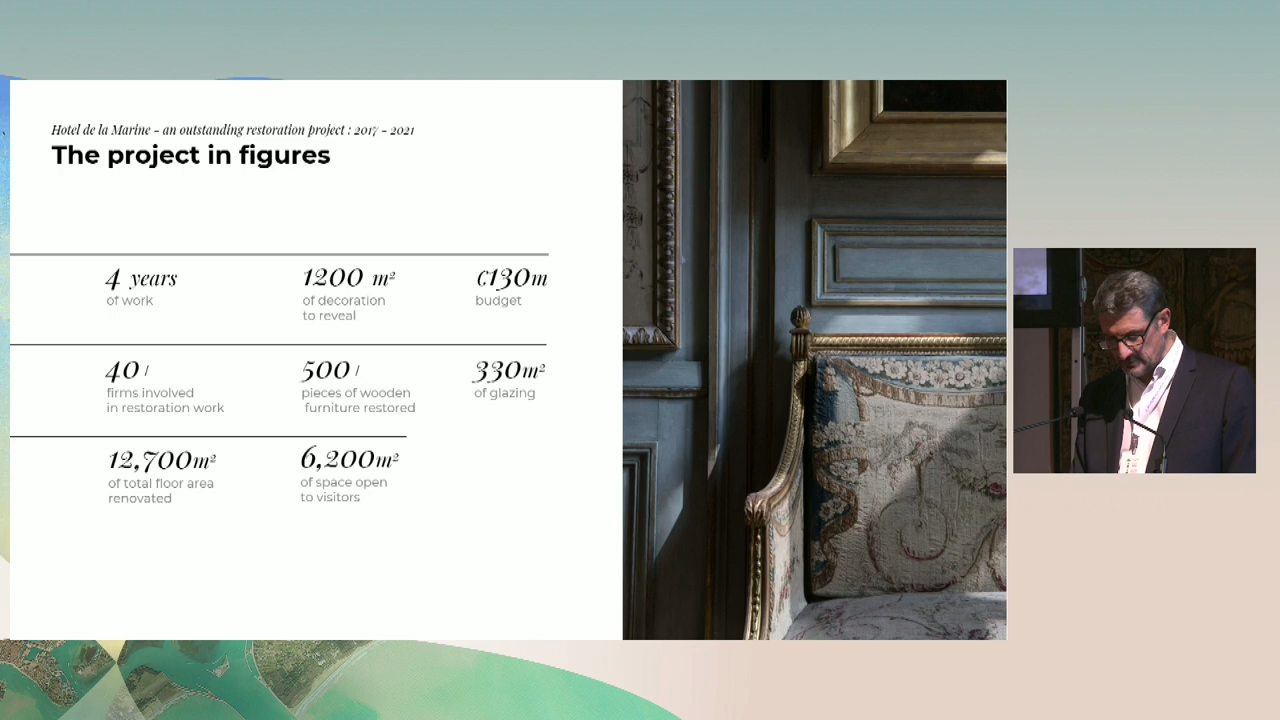 Hotel de la Marine - an outstanding restoration project : 2017 - 2021
The project in figures
4 years
of work
1200 m²
of decoration
to reveal
€130m
budget
40 /
firms involved
in restoration work
500 /
pieces of wooden
furniture restored
330m²
of glazing
12,700m²
of total floor area
renovated
6,200m²
of space open
to visitors